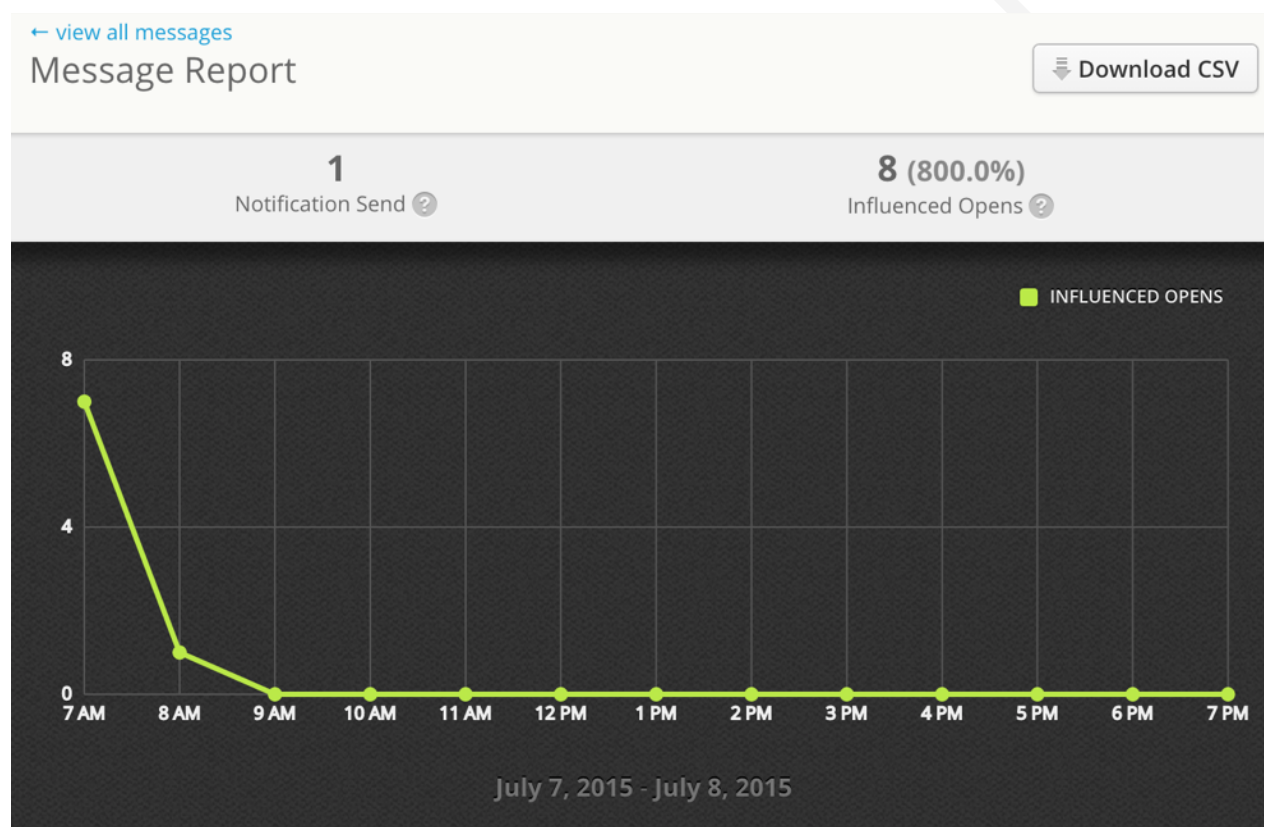 ← view all messages
Message Report
Download CSV
1
Notification Send ?
8 (800.0%)
Influenced Opens ?
INFLUENCED OPENS
8
4
0
7 AM 8 AM 9 AM 10 AM 11 AM 12 PM 1 PM 2 PM 3 PM 4 PM 5 PM 6 PM 7 PM
July 7, 2015 - July 8, 2015